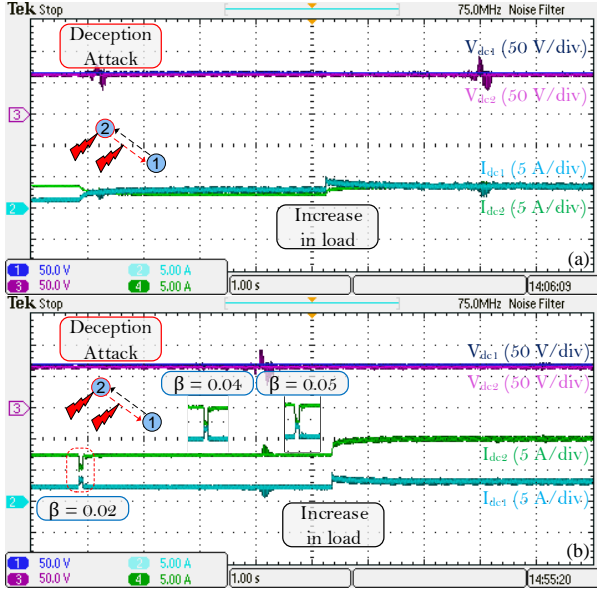 Tek Stop
75.0MHz Noise Filter
Deception
Attack
Vdc1 (50 V/div.)
Vdc2 (50 V/div.)
3
2
1
Idc1 (5 A/div)
Idc2 (5 A/div)
2
Increase
in load
(a)
1 50.0 V 2 5.00 A
3 50.0 V 4 5.00 A
1.00 s
14:06:09
Tek Stop
75.0MHz Noise Filter
Deception
Attack
Vdc1 (50 V/div.)
Vdc2 (50 V/div.)
β = 0.04
β = 0.05
3
2
1
Idc2 (5 A/div)
Idc1 (5 A/div)
2
β = 0.02
Increase
in load
(b)
1 50.0 V 2 5.00 A
3 50.0 V 4 5.00 A
1.00 s
14:55:20